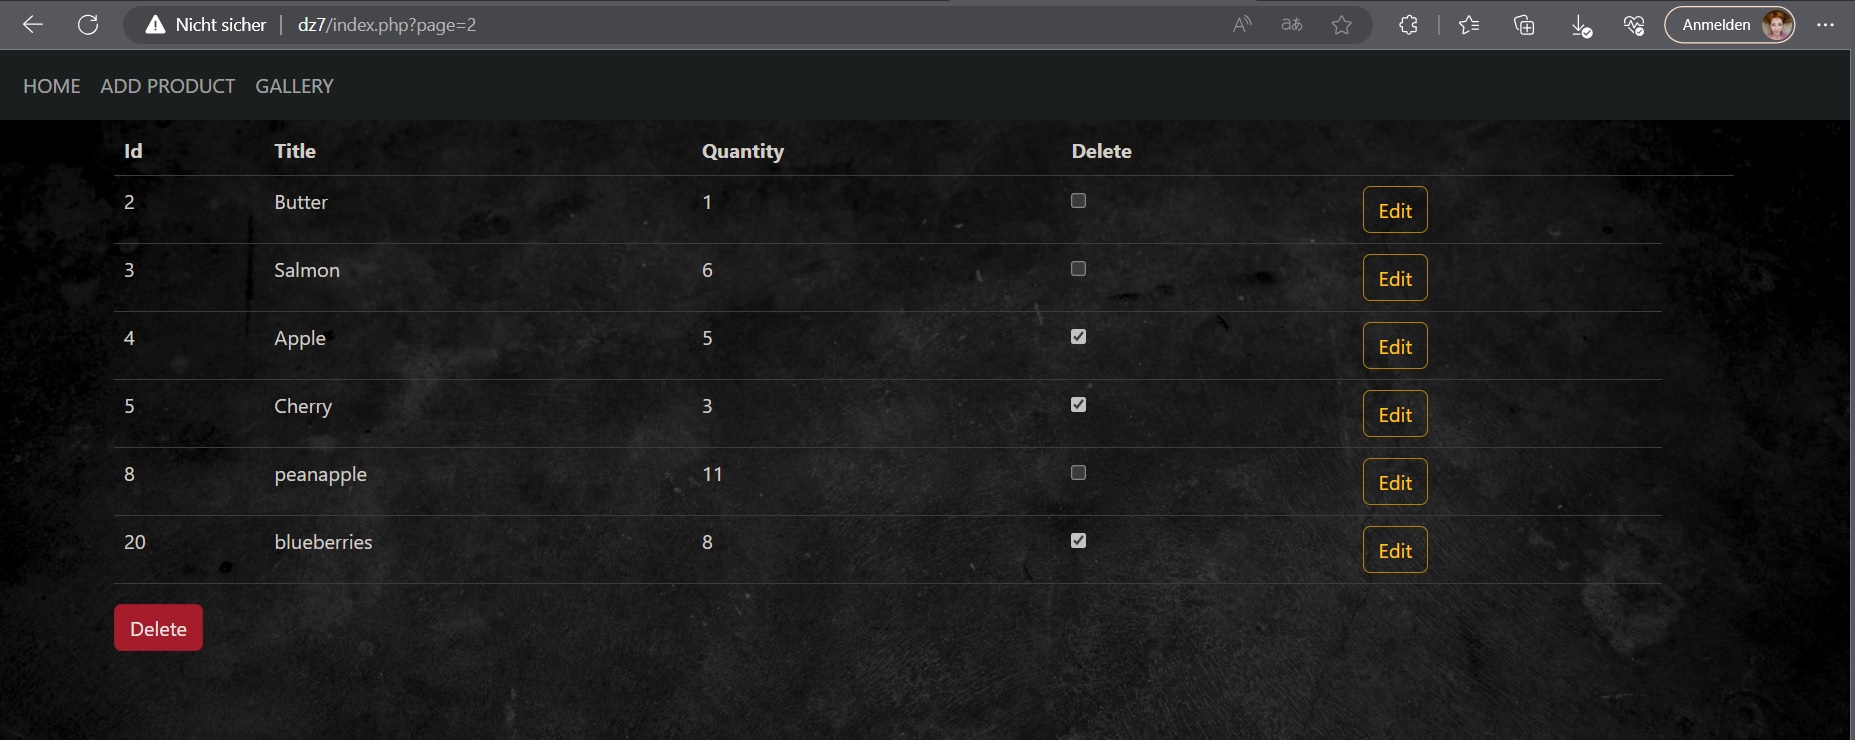 Nicht sicher | dz7/index.php?page=2 A aあ Anmelden
HOME ADD PRODUCT GALLERY
Id Title Quantity Delete
2 Butter 1 Edit
3 Salmon 6 Edit
4 Apple 5 Edit
5 Cherry 3 Edit
8 peanapple 11 Edit
20 blueberries 8 Edit
Delete